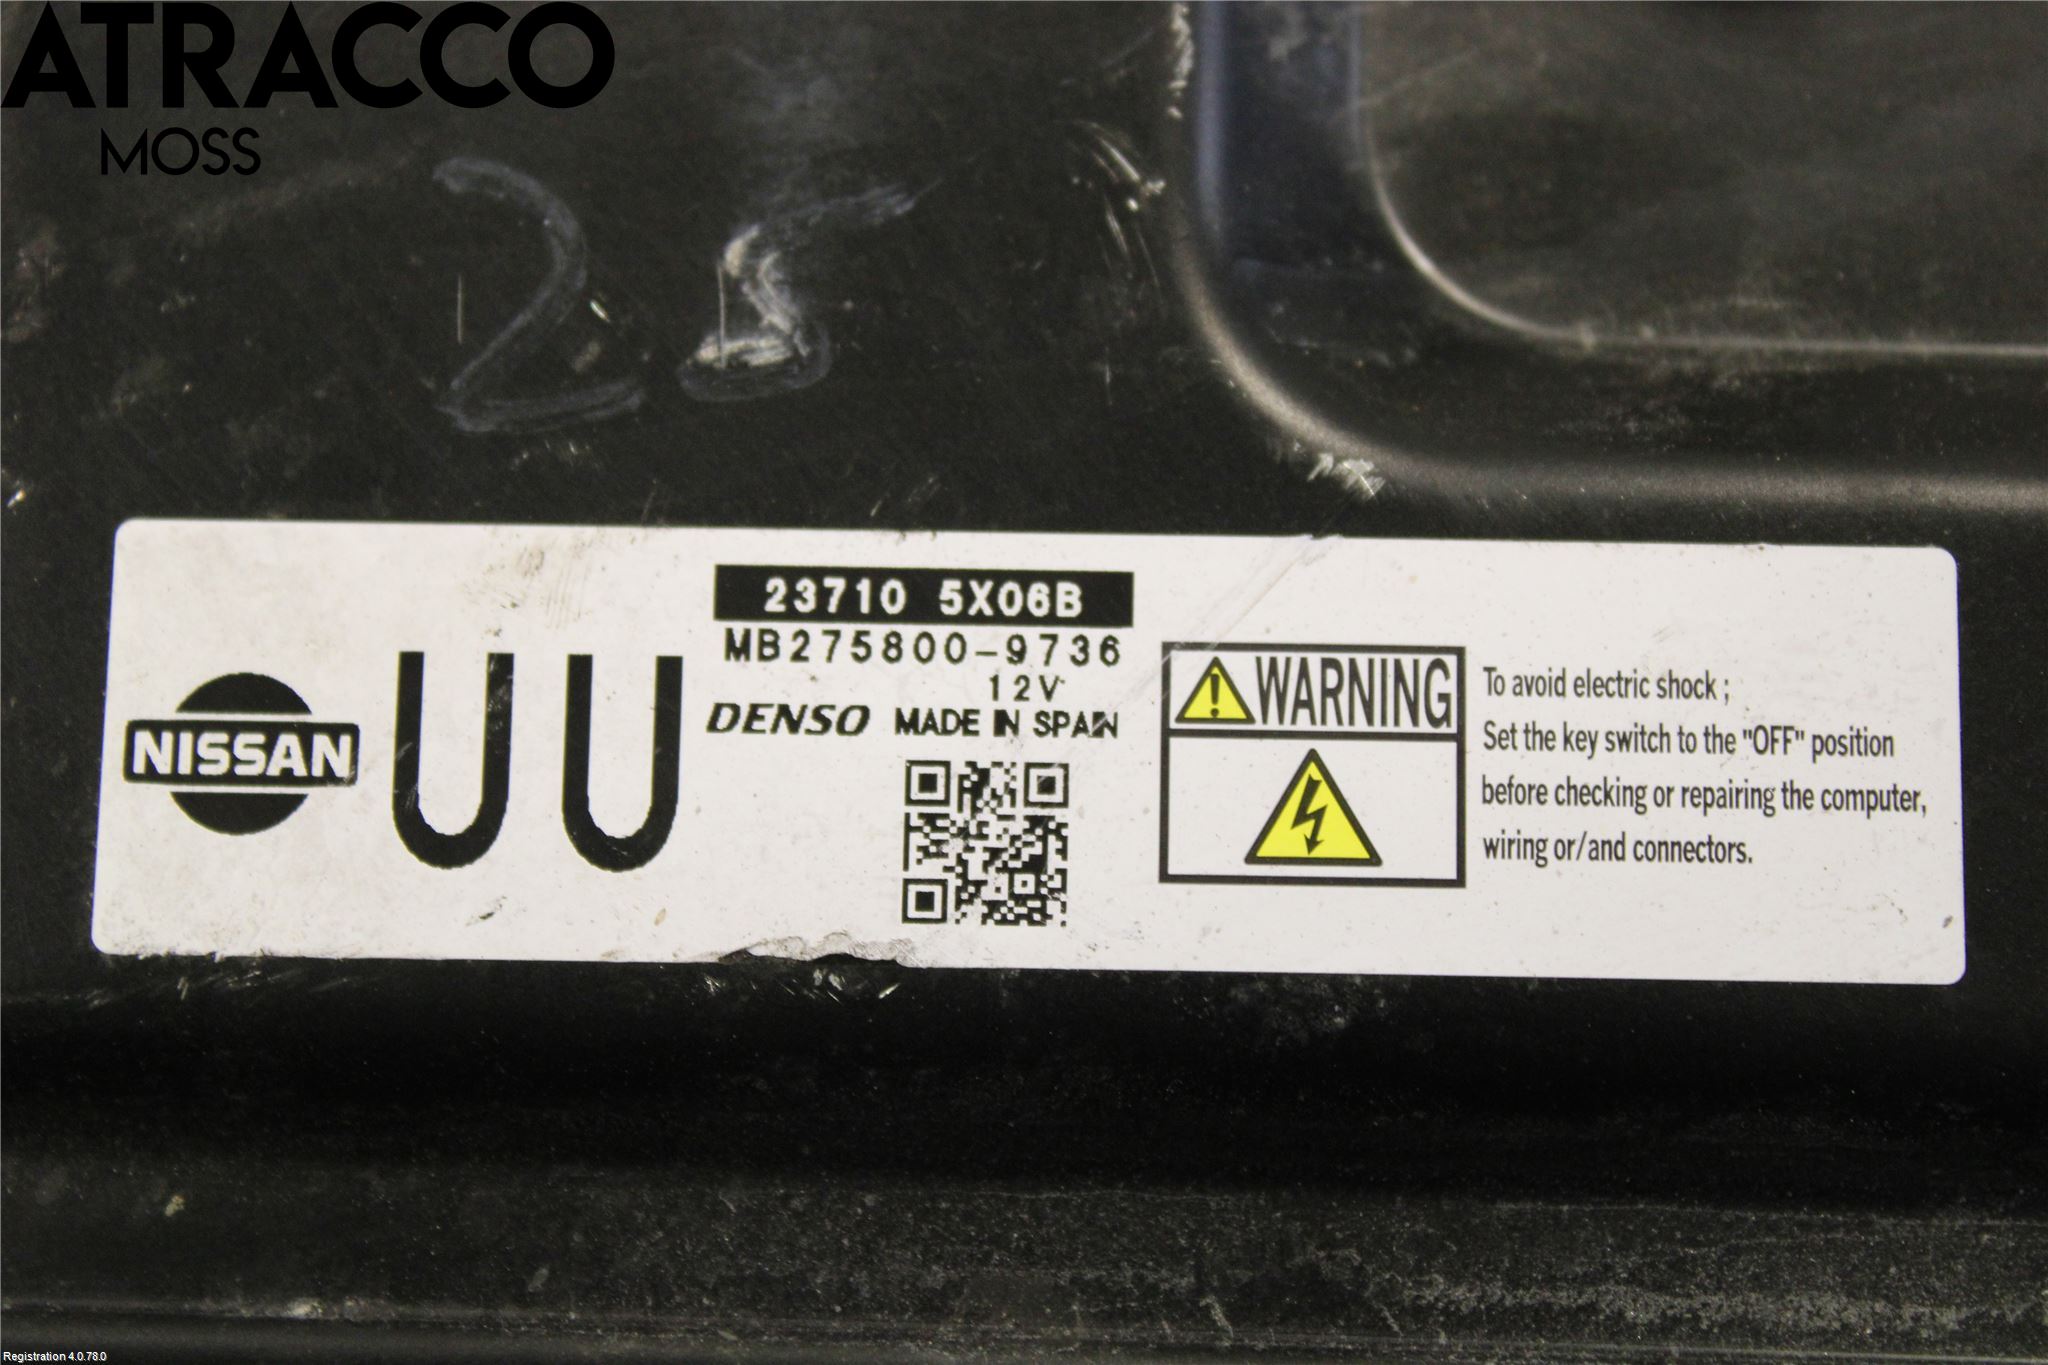 ATRACCO
MOSS
25
23710 5X06B
MB275800-9736
12V
DENSO MADE IN SPAIN
NISSAN
UU
WARNING
To avoid electric shock ;
Set the key switch to the "OFF" position
before checking or repairing the computer,
wiring or/and connectors.
Registration 4.0.78.0